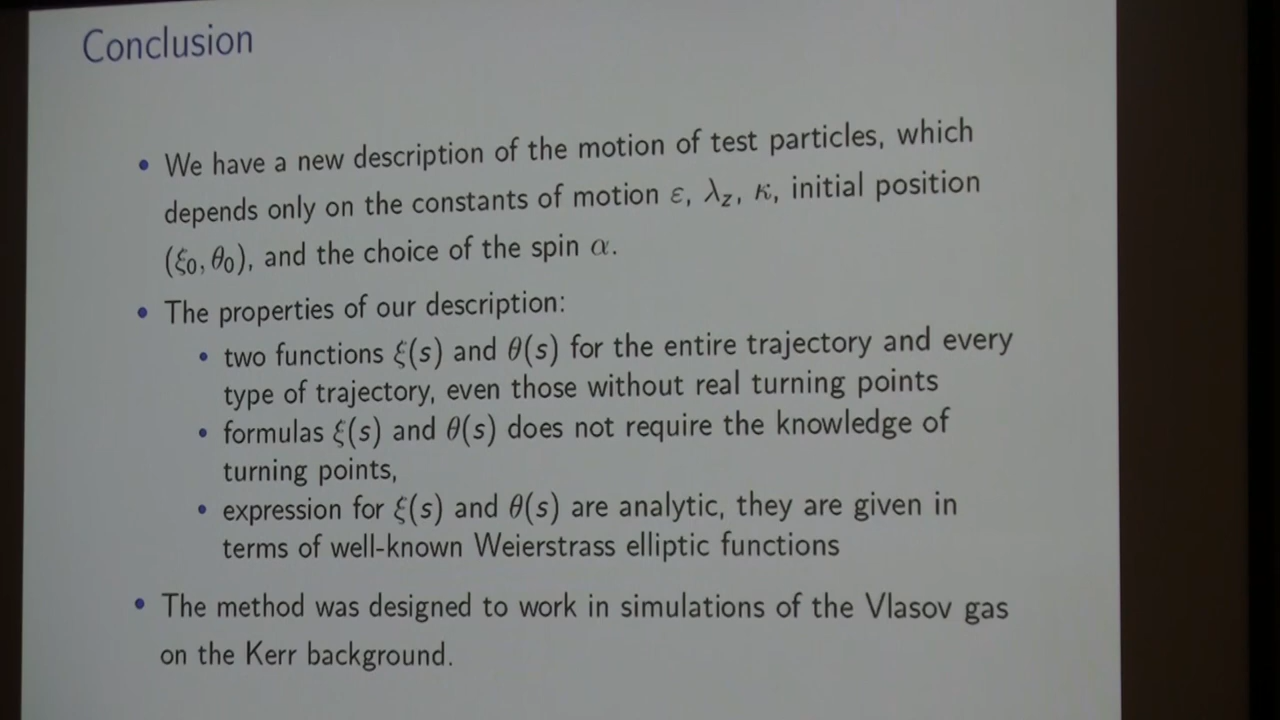 Conclusion
• We have a new description of the motion of test particles, which
depends only on the constants of motion ε, λz, κ, initial position
(ξ0, θ0), and the choice of the spin α.
• The properties of our description:
• two functions ξ(s) and θ(s) for the entire trajectory and every
type of trajectory, even those without real turning points
• formulas ξ(s) and θ(s) does not require the knowledge of
turning points,
• expression for ξ(s) and θ(s) are analytic, they are given in
terms of well-known Weierstrass elliptic functions
• The method was designed to work in simulations of the Vlasov gas
on the Kerr background.